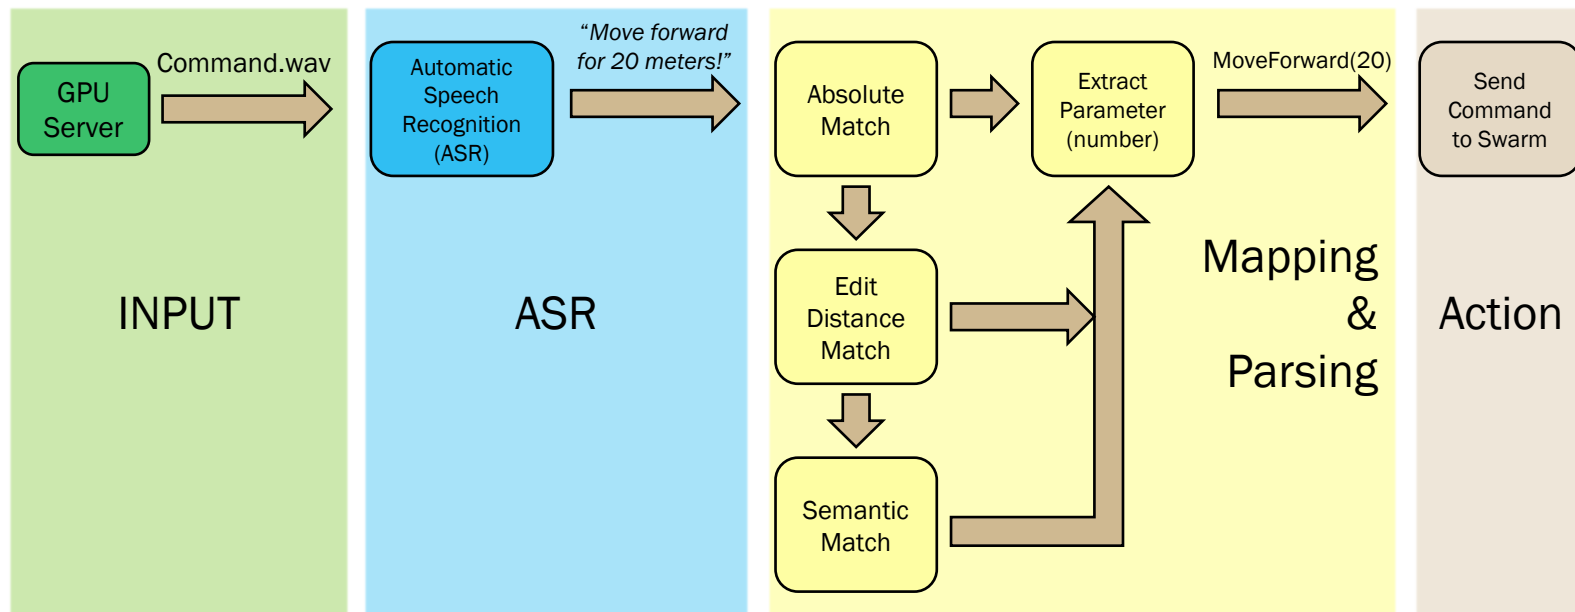 GPU
Server
Command.wav
INPUT
Automatic
Speech
Recognition
(ASR)
“Move forward
for 20 meters!”
ASR
Absolute
Match
Extract
Parameter
(number)
MoveForward(20)
Edit
Distance
Match
Semantic
Match
Mapping
&
Parsing
Send
Command
to Swarm
Action